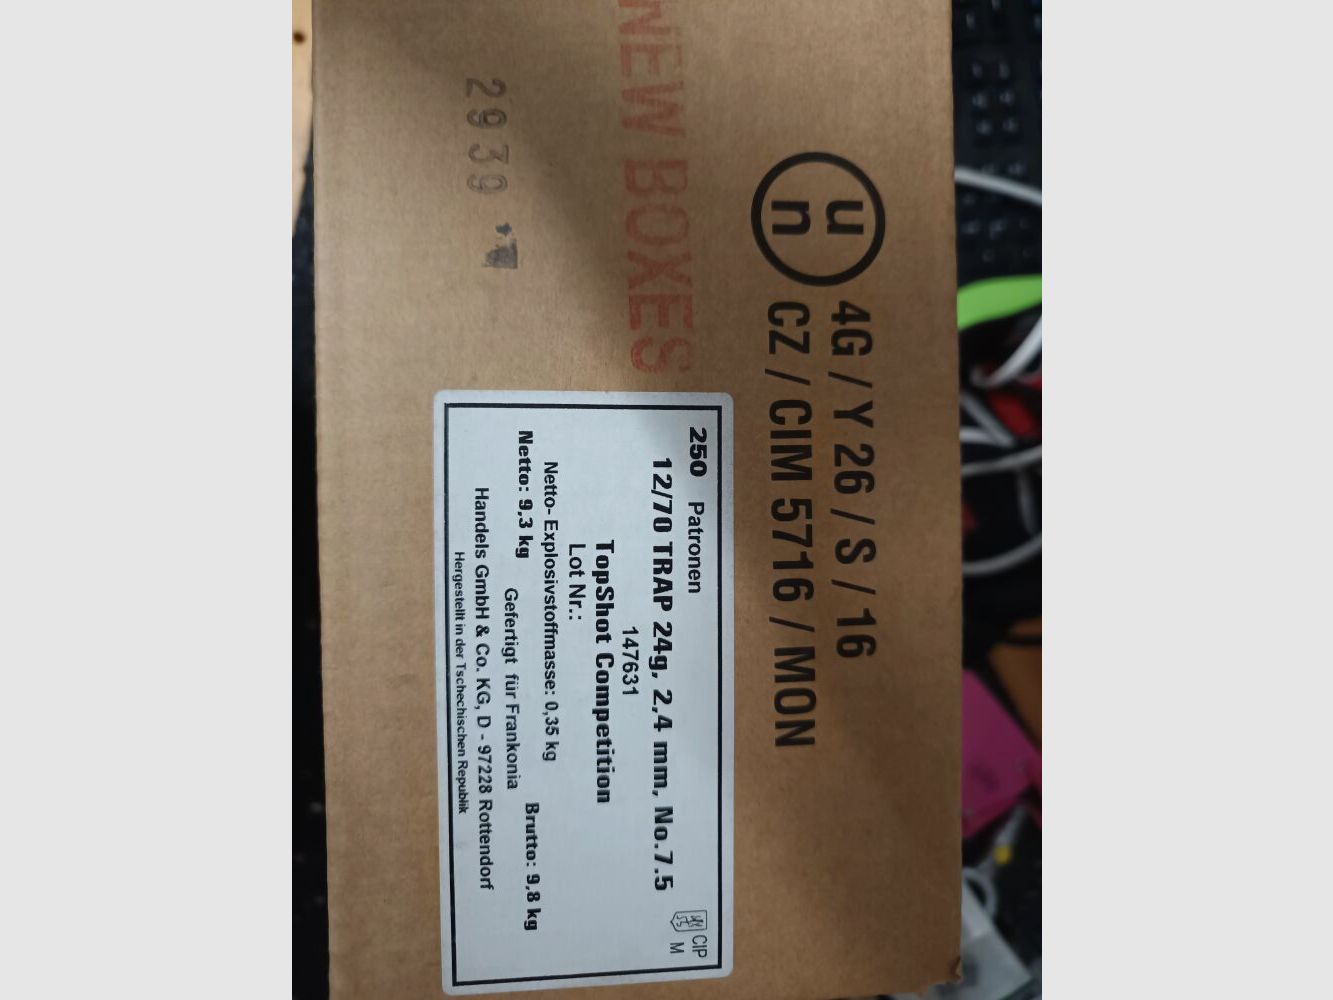 NEW BOXES
2939
un
4G / Y 26 / S / 16
CZ / CIM 5716 / MON
250 Patronen
12/70 TRAP 24g, 2,4 mm, No.7.5
147631
TopShot Competition
Lot Nr.:
Netto- Explosivstoffmasse: 0,35 kg
Netto: 9,3 kg Brutto: 9,8 kg
Gefertigt für Frankonia
Handels GmbH & Co. KG, D - 97228 Rottendorf
Hergestellt in der Tschechischen Republik
CIP
M